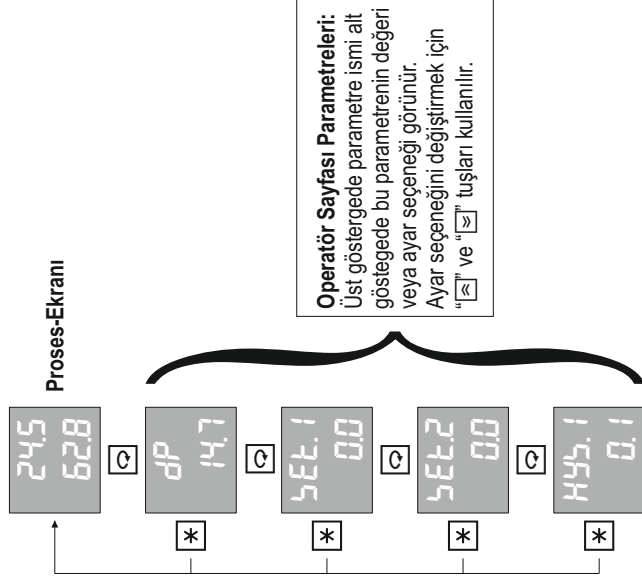 Proses-Ekranı
24.5
62.8
dP
14.7
SEt.1
0.0
SEt.2
0.0
HYS.1
0.1
Operatör Sayfası Parametreleri:
Üst göstergede parametre ismi alt
göstegede bu parametrenin değeri
veya ayar seçeneği görünür.
Ayar seçeneğini değiştirmek için
“ ” ve “ ” tuşları kullanılır.